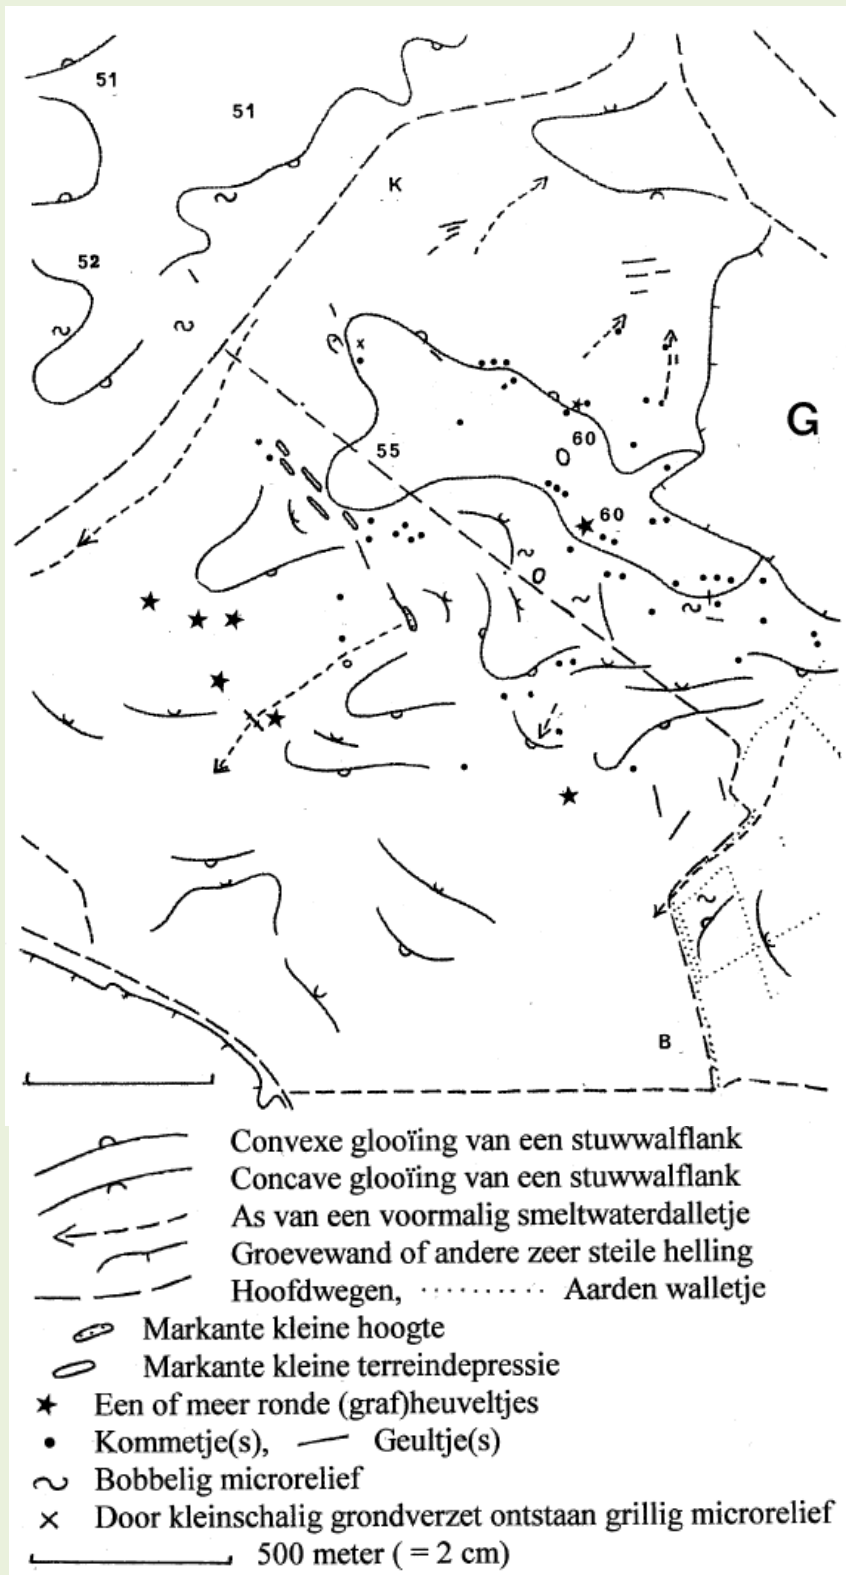 51
51
K
52
G
60
55
60
B
Convexe glooïing van een stuwwalflank
Concave glooïing van een stuwwalflank
As van een voormalig smeltwaterdalletje
Groevewand of andere zeer steile helling
Hoofdwegen, Aarden walletje
Markante kleine hoogte
Markante kleine terreindepressie
Een of meer ronde (graf)heuveltjes
Kommetje(s), Geultje(s)
Bobbelig microrelief
Door kleinschalig grondverzet ontstaan grillig microrelief
500 meter ( = 2 cm)